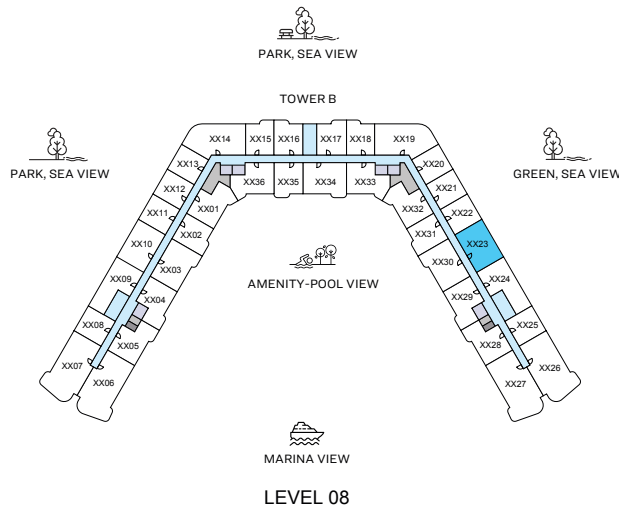 PARK, SEA VIEW
TOWER B
PARK, SEA VIEW
GREEN, SEA VIEW
XX14
XX15
XX16
XX17
XX18
XX19
XX13
XX36
XX35
XX34
XX33
XX20
XX12
XX01
XX32
XX21
XX11
XX02
XX31
XX22
XX10
XX03
XX30
XX23
XX09
XX04
XX29
XX24
XX08
XX05
XX28
XX25
XX07
XX06
XX27
XX26
AMENITY-POOL VIEW
MARINA VIEW
LEVEL 08